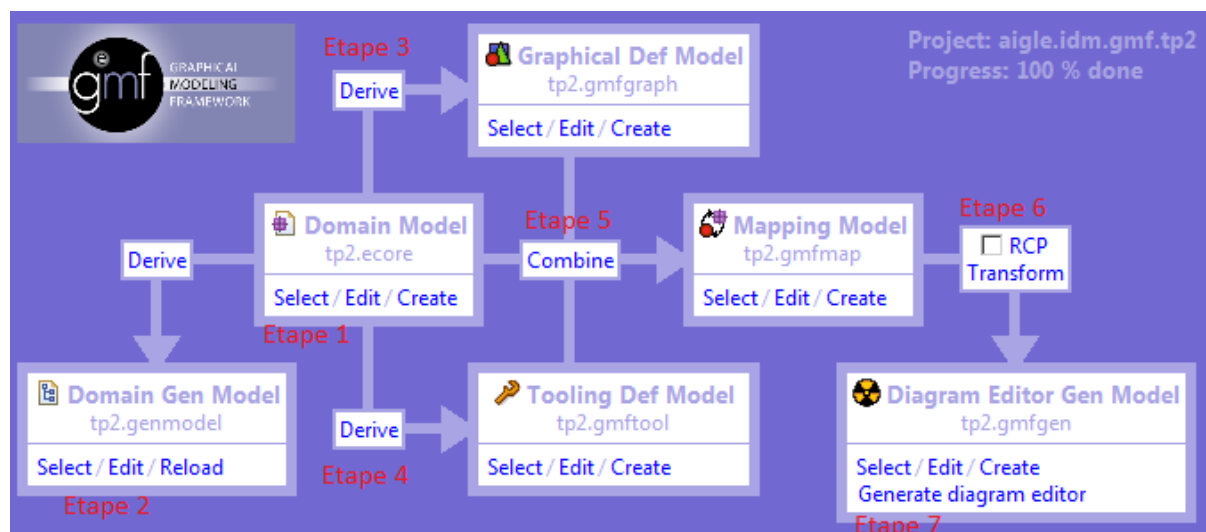 e
gmf
GRAPHICAL
MODELING
FRAMEWORK
Etape 3
Derive
Graphical Def Model
tp2.gmfgraph
Select / Edit / Create
Project: aigle.idm.gmf.tp2
Progress: 100 % done
Derive
Domain Model
tp2.ecore
Select / Edit / Create
Etape 1
Etape 5
Combine
Mapping Model
tp2.gmfmap
Select / Edit / Create
Etape 6
RCP
Transform
Domain Gen Model
tp2.genmodel
Select / Edit / Reload
Etape 2
Derive
Etape 4
Tooling Def Model
tp2.gmftool
Select / Edit / Create
Diagram Editor Gen Model
tp2.gmfgen
Select / Edit / Create
Generate diagram editor
Etape 7